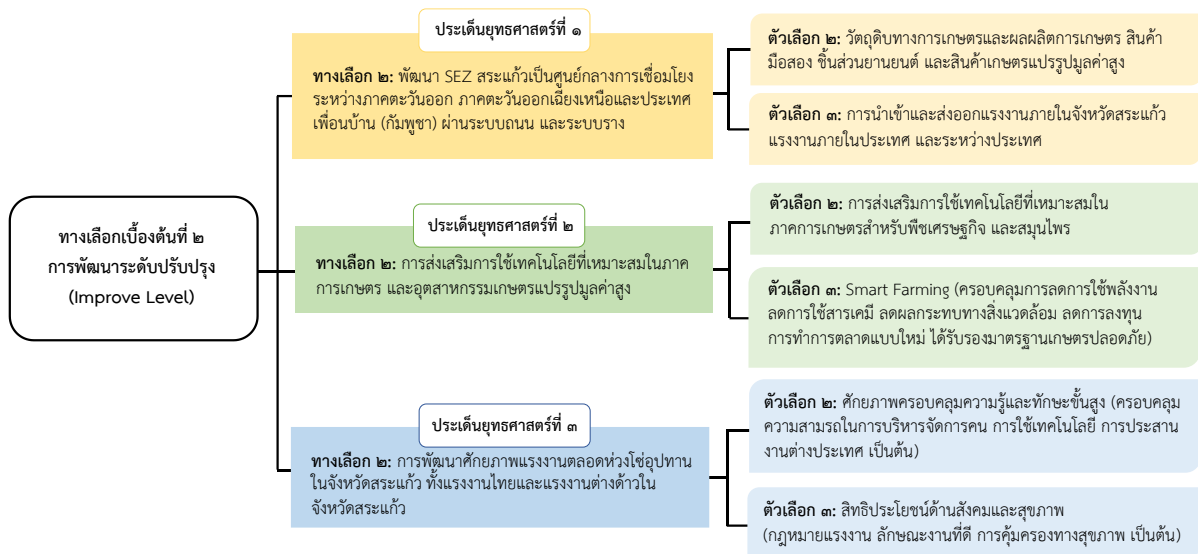 ทางเลือกเบื้องต้นที่ ๒
การพัฒนาระดับปรับปรุง
(Improve Level)
ประเด็นยุทธศาสตร์ที่ ๑
ทางเลือก ๒: พัฒนา SEZ สระแก้วเป็นศูนย์กลางการเชื่อมโยง
ระหว่างภาคตะวันออก ภาคตะวันออกเฉียงเหนือและประเทศ
เพื่อนบ้าน (กัมพูชา) ผ่านระบบถนน และระบบราง
ตัวเลือก ๒: วัตถุดิบทางการเกษตรและผลผลิตการเกษตร สินค้า
มือสอง ชิ้นส่วนยานยนต์ และสินค้าเกษตรแปรรูปมูลค่าสูง
ตัวเลือก ๓: การนำเข้าและส่งออกแรงงานภายในจังหวัดสระแก้ว
แรงงานภายในประเทศ และระหว่างประเทศ
ประเด็นยุทธศาสตร์ที่ ๒
ทางเลือก ๒: การส่งเสริมการใช้เทคโนโลยีที่เหมาะสมในภาค
การเกษตร และอุตสาหกรรมเกษตรแปรรูปมูลค่าสูง
ตัวเลือก ๒: การส่งเสริมการใช้เทคโนโลยีที่เหมาะสมใน
ภาคการเกษตรสำหรับพืชเศรษฐกิจ และสมุนไพร
ตัวเลือก ๓: Smart Farming (ครอบคลุมการลดการใช้พลังงาน
ลดการใช้สารเคมี ลดผลกระทบทางสิ่งแวดล้อม ลดการลงทุน
การทำการตลาดแบบใหม่ ได้รับรองมาตรฐานเกษตรปลอดภัย)
ประเด็นยุทธศาสตร์ที่ ๓
ทางเลือก ๒: การพัฒนาศักยภาพแรงงานตลอดห่วงโซ่อุปทาน
ในจังหวัดสระแก้ว ทั้งแรงงานไทยและแรงงานต่างด้าวใน
จังหวัดสระแก้ว
ตัวเลือก ๒: ศักยภาพครอบคลุมความรู้และทักษะขั้นสูง (ครอบคลุม
ความสามรถในการบริหารจัดการคน การใช้เทคโนโลยี การประสาน
งานต่างประเทศ เป็นต้น)
ตัวเลือก ๓: สิทธิประโยชน์ด้านสังคมและสุขภาพ
(กฎหมายแรงงาน ลักษณะงานที่ดี การคุ้มครองทางสุขภาพ เป็นต้น)